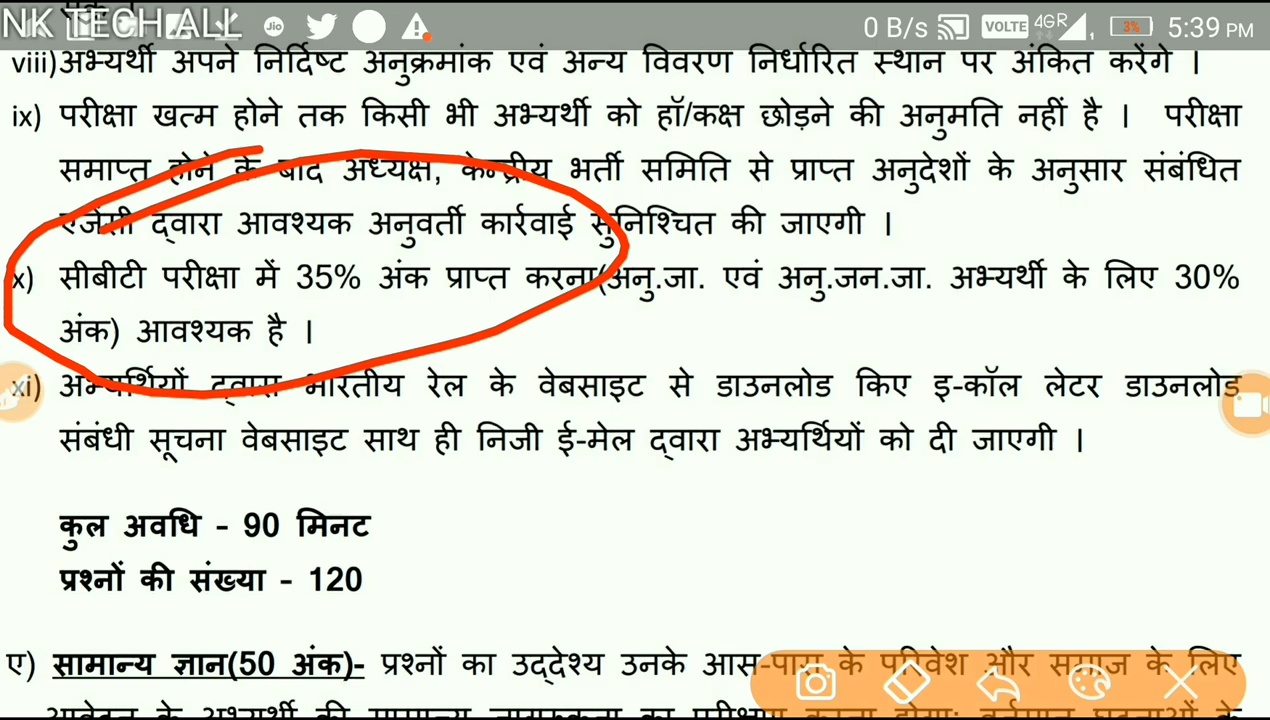 NK TECH ALL
Jio
0 B/s VOLTE 4GR 3% 5:39 PM
viii)अभ्यर्थी अपने निर्दिष्ट अनुक्रमांक एवं अन्य विवरण निर्धारित स्थान पर अंकित करेंगे ।
ix) परीक्षा खत्म होने तक किसी भी अभ्यर्थी को हॉ/कक्ष छोड़ने की अनुमति नहीं है । परीक्षा
समाप्त होने के बाद अध्यक्ष, केन्द्रीय भर्ती समिति से प्राप्त अनुदेशों के अनुसार संबंधित
एजेंसी द्वारा आवश्यक अनुवर्ती कार्रवाई सुनिश्चित की जाएगी ।
x) सीबीटी परीक्षा में 35% अंक प्राप्त करना(अनु.जा. एवं अनु.जन.जा. अभ्यर्थी के लिए 30%
अंक) आवश्यक है ।
xi) अभ्यर्थियों द्वारा भारतीय रेल के वेबसाइट से डाउनलोड किए इ-कॉल लेटर डाउनलोड
संबंधी सूचना वेबसाइट साथ ही निजी ई-मेल द्वारा अभ्यर्थियों को दी जाएगी ।
कुल अवधि - 90 मिनट
प्रश्नों की संख्या - 120
ए) सामान्य ज्ञान(50 अंक)- प्रश्नों का उद्देश्य उनके आस-पास के परिवेश और समाज के लिए